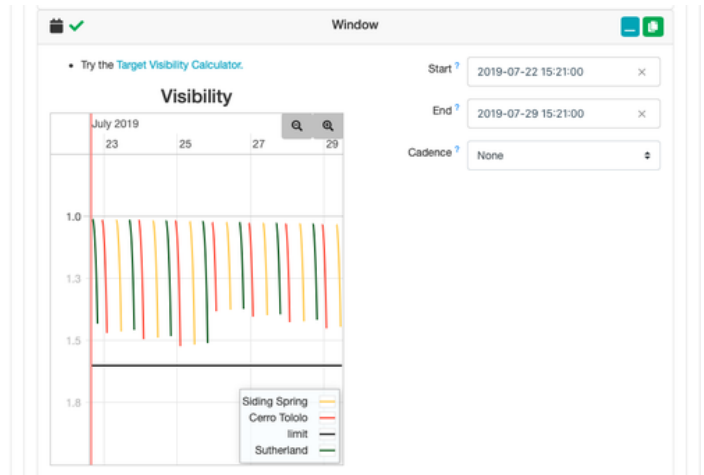 Window
• Try the Target Visibility Calculator.
Visibility
July 2019
23 25 27 29
1.0
1.3
1.5
1.8
Siding Spring
Cerro Tololo
limit
Sutherland
Start ?
2019-07-22 15:21:00 ×
End ?
2019-07-29 15:21:00 ×
Cadence ?
None